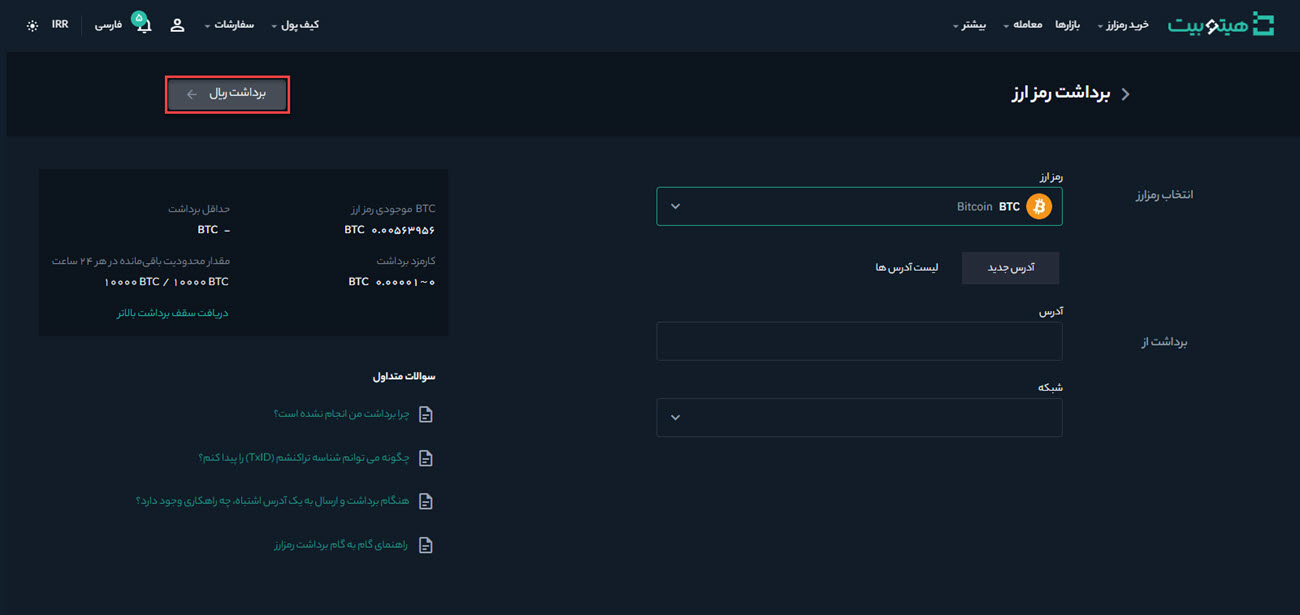 هیتوبیت
خرید رمزارز
بازارها
معامله
بیشتر
کیف پول
سفارشات
۵
فارسی
IRR
برداشت رمز ارز
برداشت ریال
انتخاب رمزارز
رمز ارز
BTC Bitcoin
آدرس جدید
لیست آدرس ها
برداشت از
آدرس
شبکه
BTC موجودی رمز ارز
BTC ۰.۰۰۵۶۳۹۵۶
حداقل برداشت
BTC –
کارمزد برداشت
BTC ۰.۰۰۰۰۱~۰
مقدار محدودیت باقی‌مانده در هر ۲۴ ساعت
۱۰۰۰۰ BTC / ۱۰۰۰۰ BTC
دریافت سقف برداشت بالاتر
سوالات متداول
چرا برداشت من انجام نشده است؟
چگونه می توانم شناسه تراکنشم (TxID) را پیدا کنم؟
هنگام برداشت و ارسال به یک آدرس اشتباه، چه راهکاری وجود دارد؟
راهنمای گام به گام برداشت رمزارز